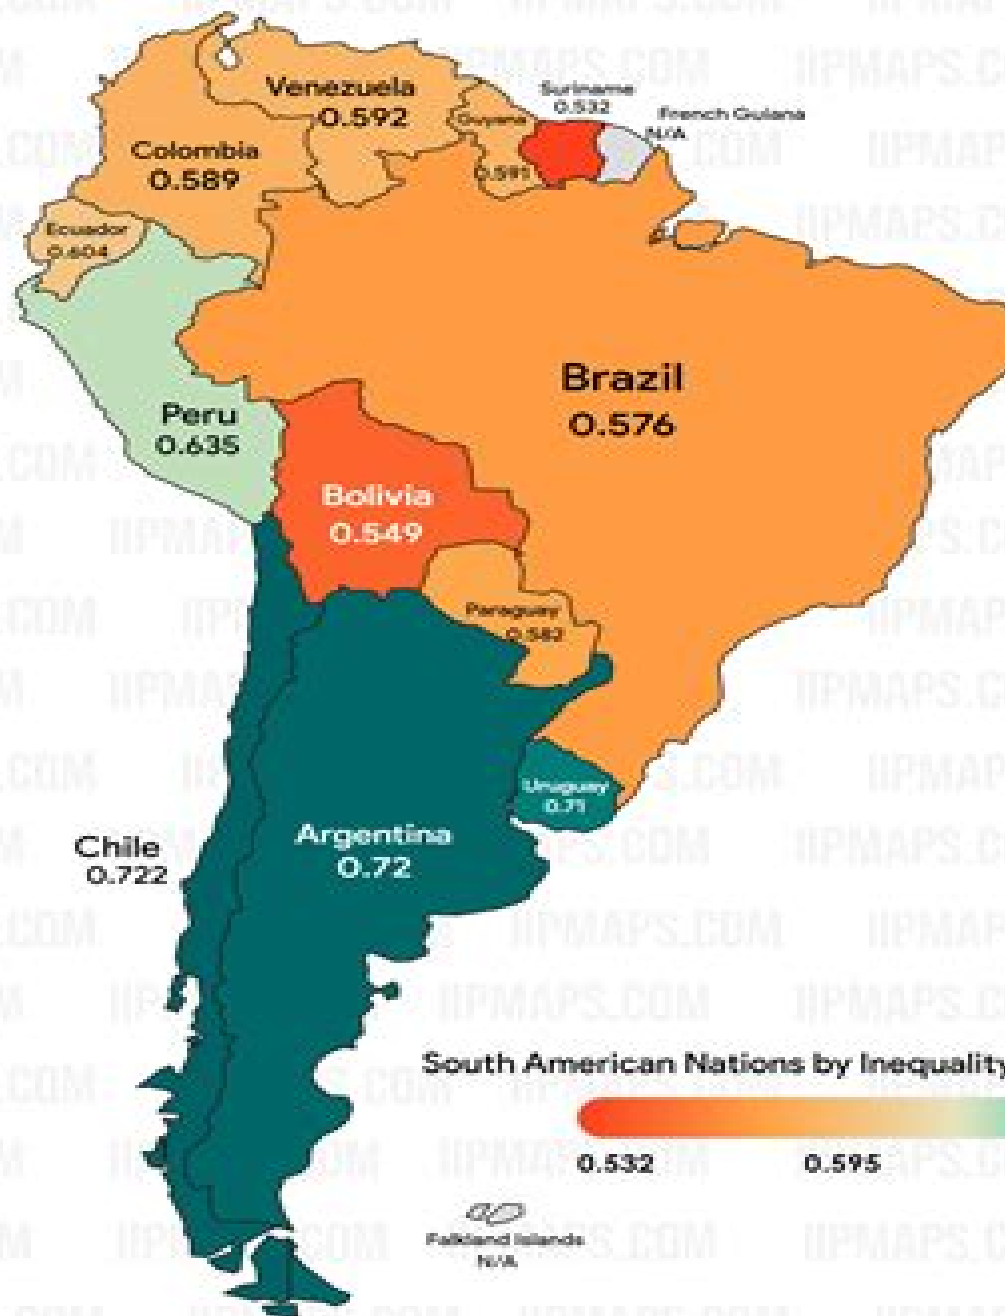 Suriname
0.532
French Guiana
N/A
Venezuela
0.592
Guyana
0.591
Colombia
0.589
Ecuador
0.604
Brazil
0.576
Peru
0.635
Bolivia
0.549
Paraguay
0.582
Uruguay
0.71
Chile
0.722
Argentina
0.72
South American Nations by Inequality
0.532
0.595
Falkland Islands
N/A
IIPMAPS.COM